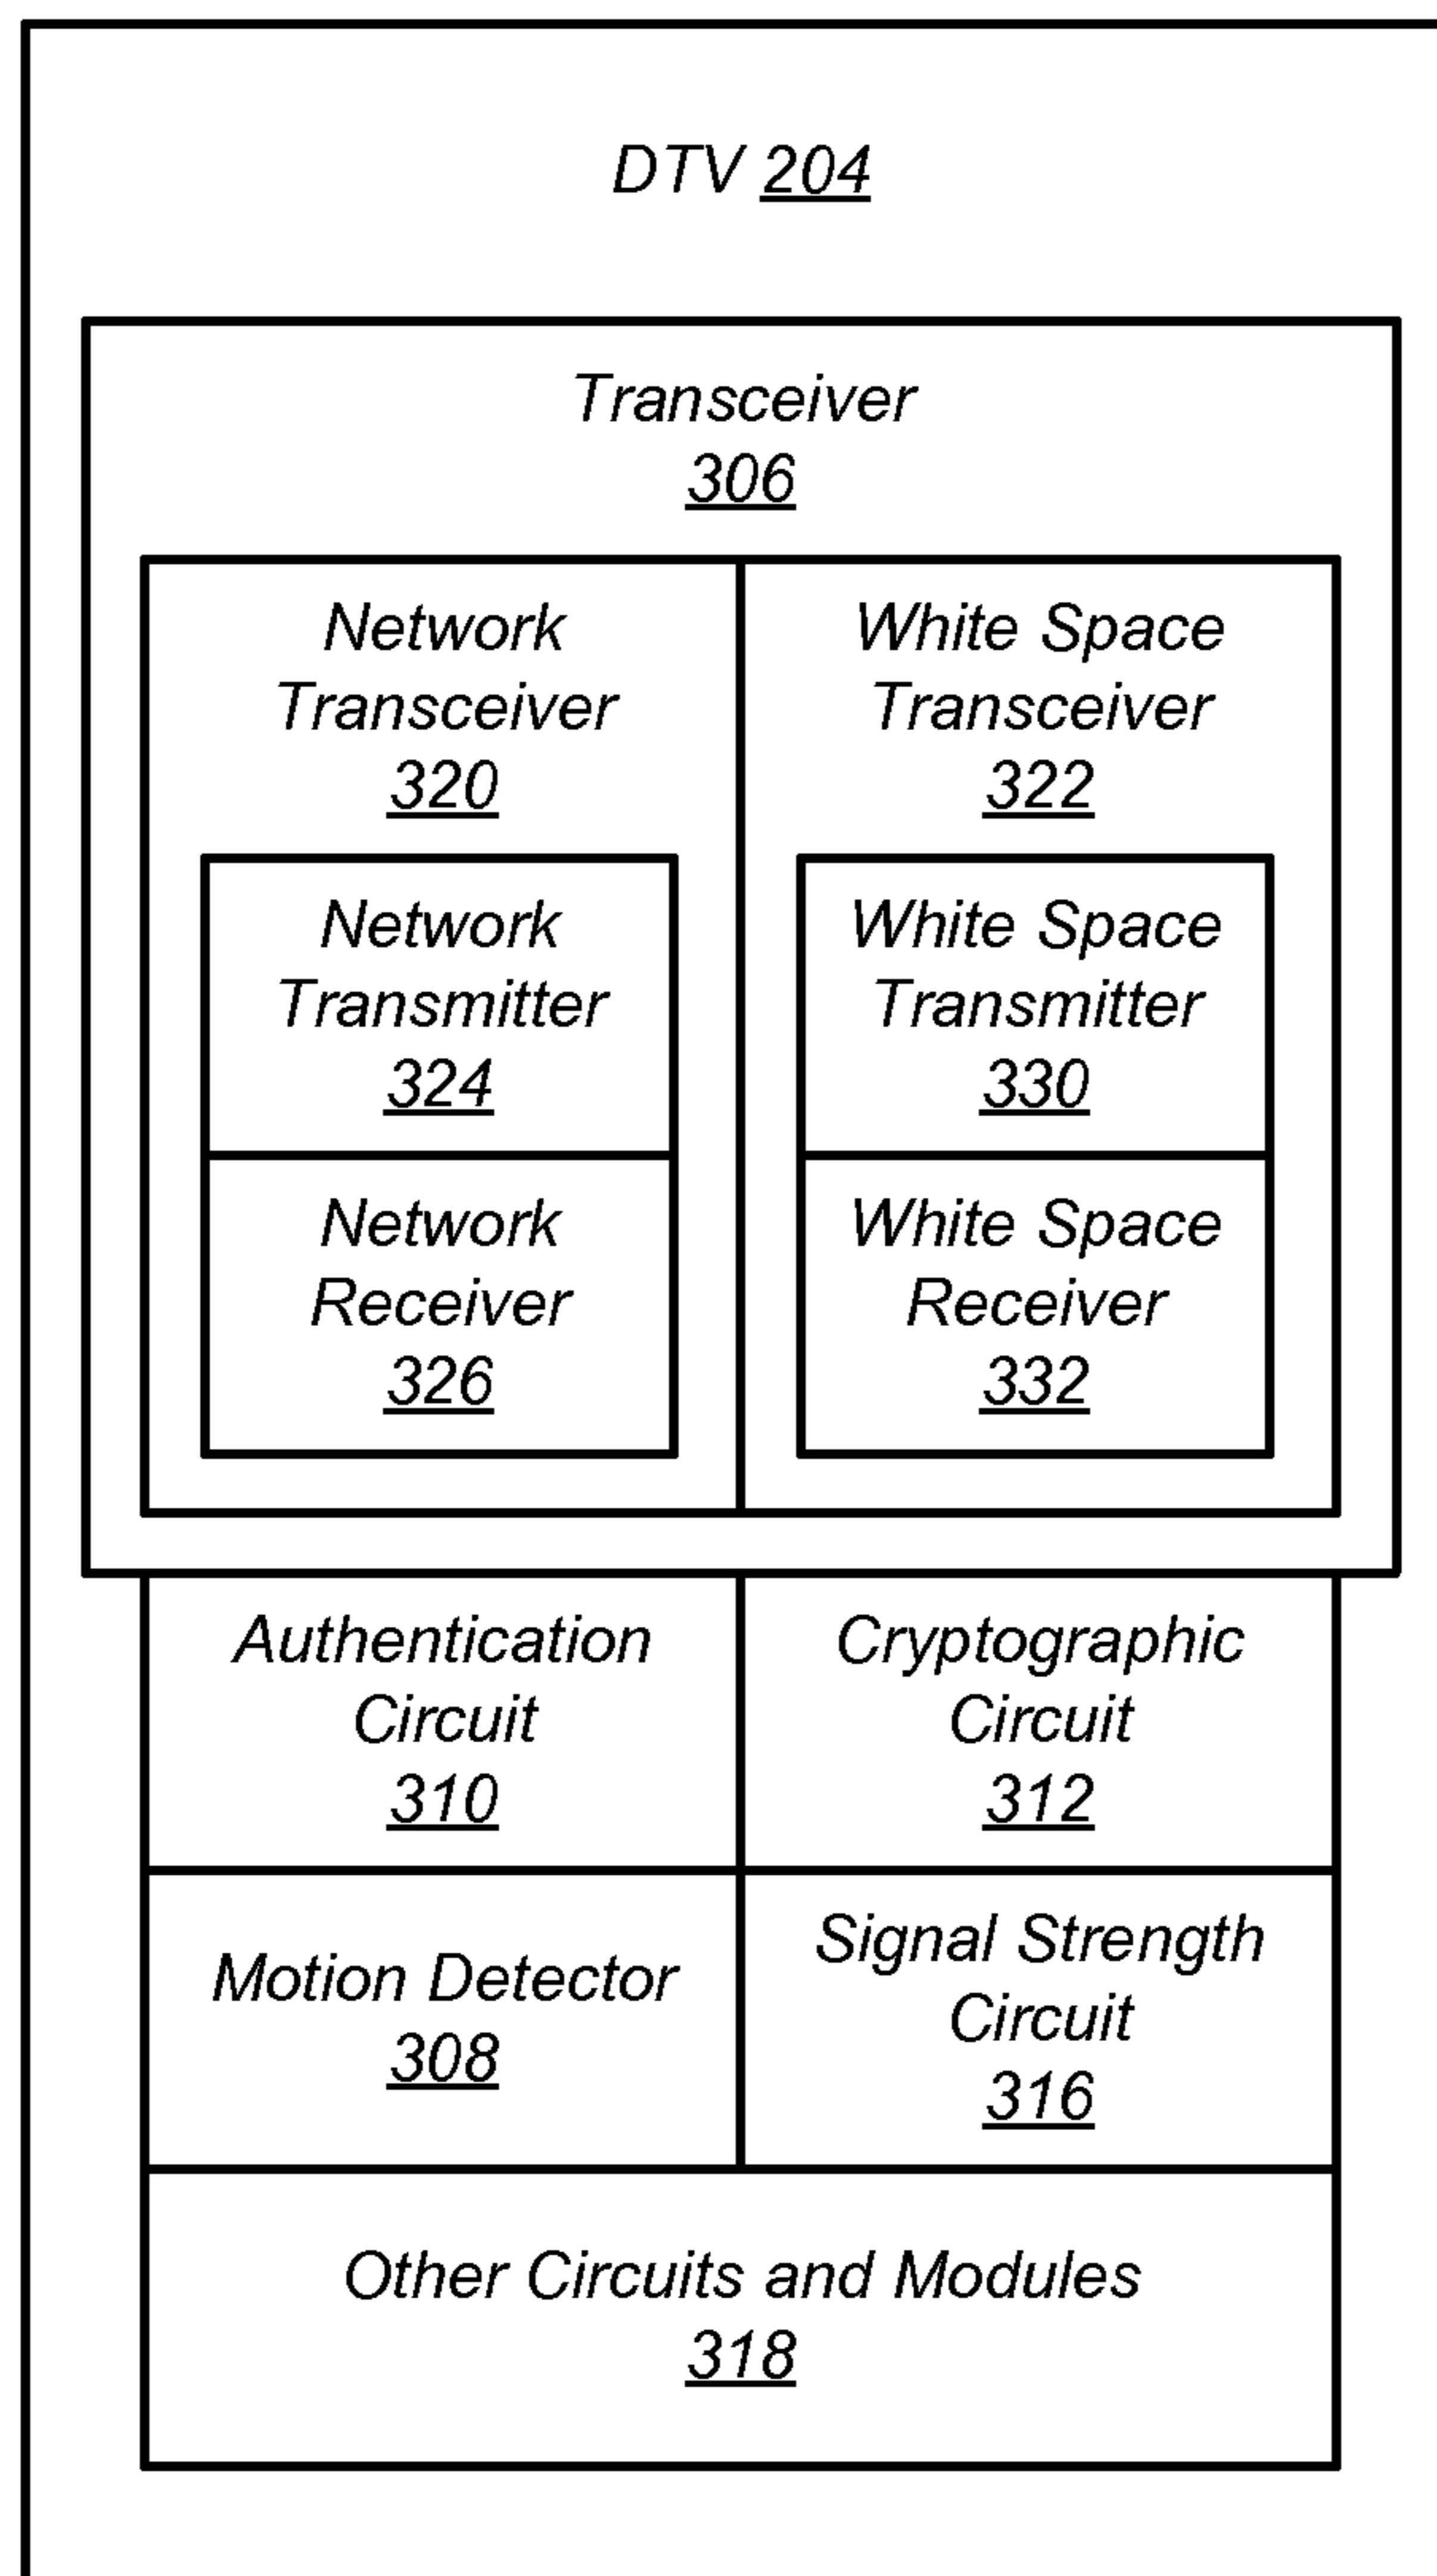 DTV 204
Transceiver
306
Network
Transceiver
320
White Space
Transceiver
322
Network
Transmitter
324
White Space
Transmitter
330
Network
Receiver
326
White Space
Receiver
332
Authentication
Circuit
310
Cryptographic
Circuit
312
Motion Detector
308
Signal Strength
Circuit
316
Other Circuits and Modules
318